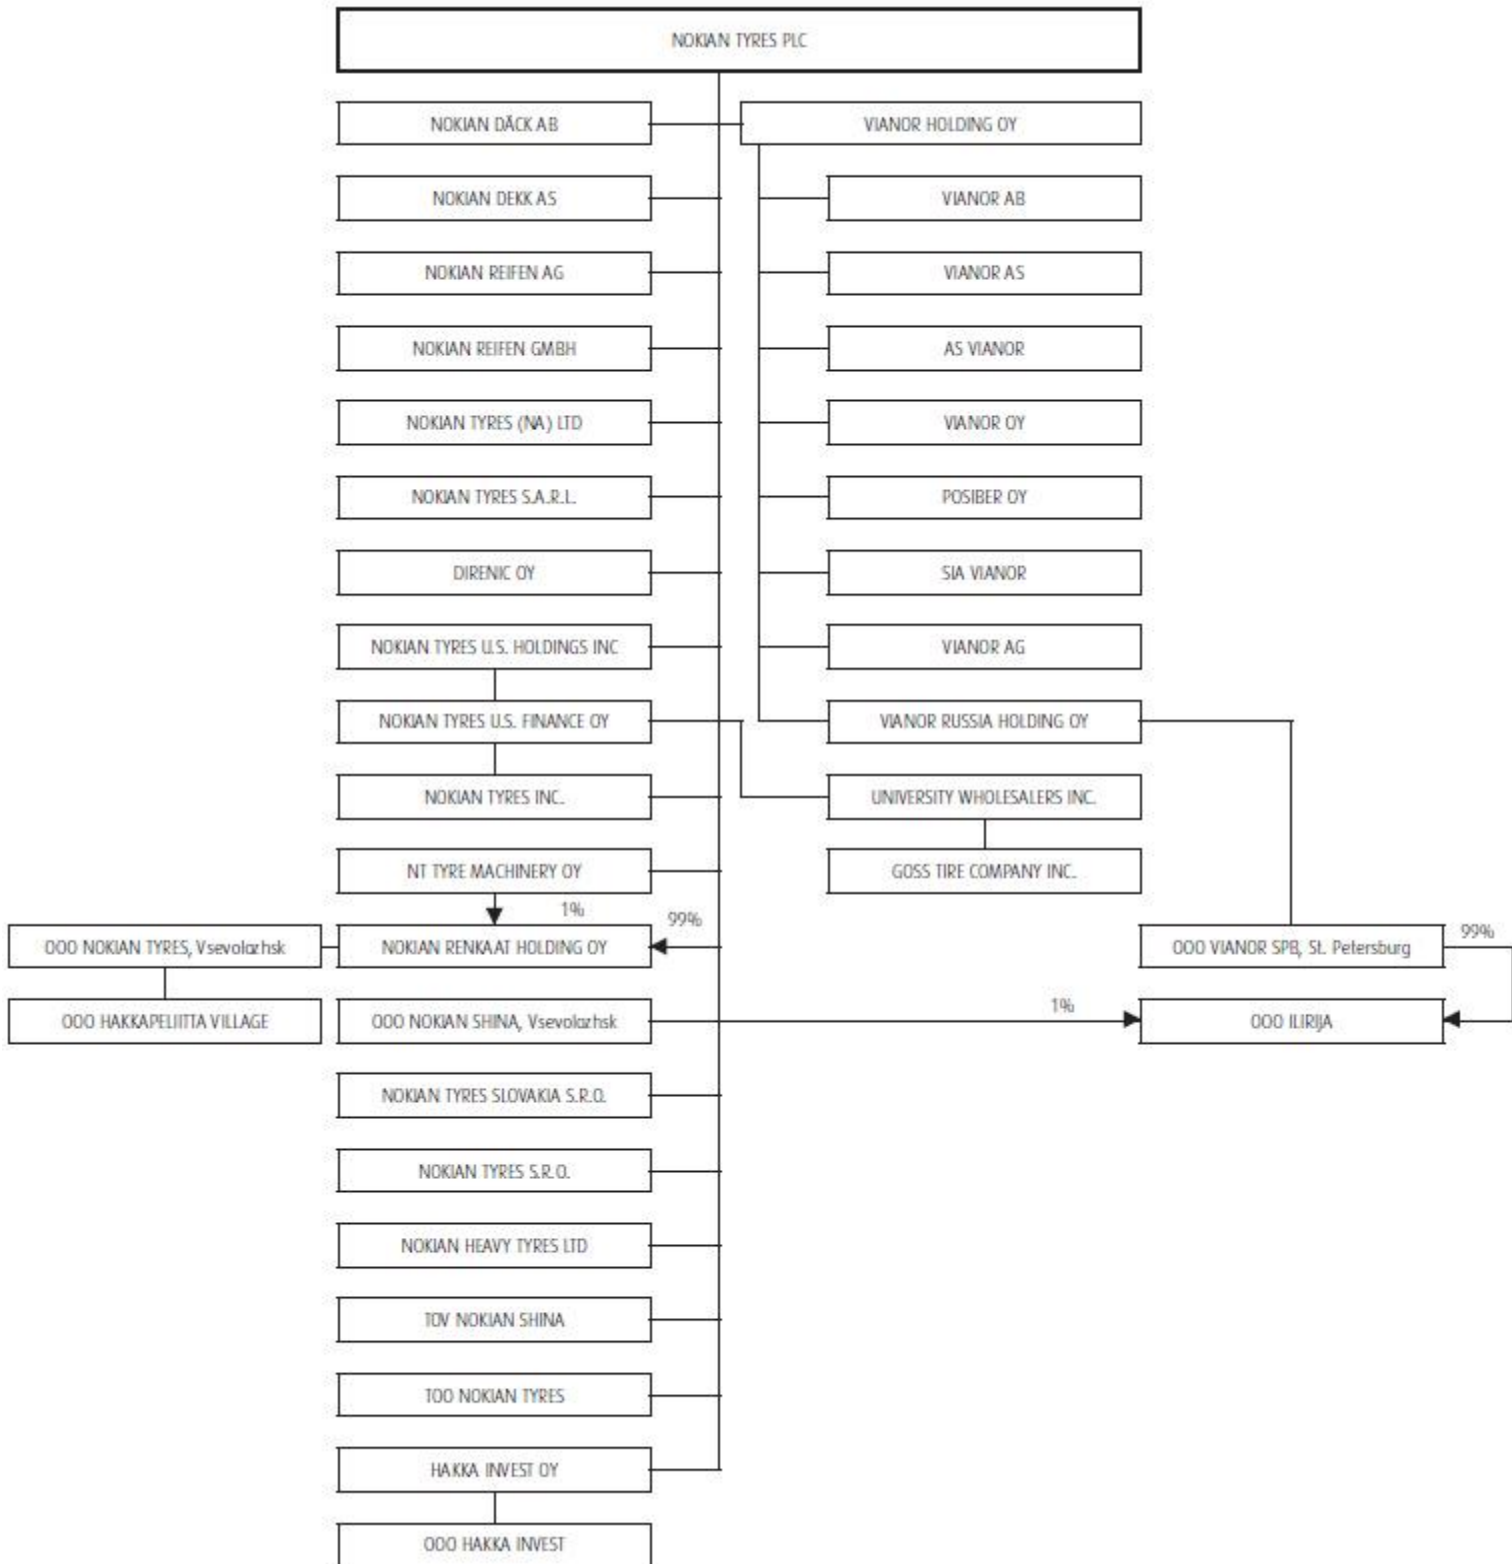 NOKIAN TYRES PLC
NOKIAN DÄCK AB
VIANOR HOLDING OY
NOKIAN DEKK AS
VIANOR AB
NOKIAN REIFEN AG
VIANOR AS
NOKIAN REIFEN GMBH
AS VIANOR
NOKIAN TYRES (NA) LTD
VIANOR OY
NOKIAN TYRES S.A.R.L.
POSIBER OY
DIRENIC OY
SIA VIANOR
NOKIAN TYRES U.S. HOLDINGS INC
VIANOR AG
NOKIAN TYRES U.S. FINANCE OY
VIANOR RUSSIA HOLDING OY
NOKIAN TYRES INC.
UNIVERSITY WHOLESALERS INC.
NT TYRE MACHINERY OY
GOSS TIRE COMPANY INC.
1%
99%
OOO NOKIAN TYRES, Vsevolozhsk
NOKIAN RENKAAT HOLDING OY
OOO VIANOR SPB, St. Petersburg
99%
OOO HAKKAPELIITTA VILLAGE
OOO NOKIAN SHINA, Vsevolozhsk
1%
OOO ILIRIJA
NOKIAN TYRES SLOVAKIA S.R.O.
NOKIAN TYRES S.R.O.
NOKIAN HEAVY TYRES LTD
TOV NOKIAN SHINA
TOO NOKIAN TYRES
HAKKA INVEST OY
OOO HAKKA INVEST